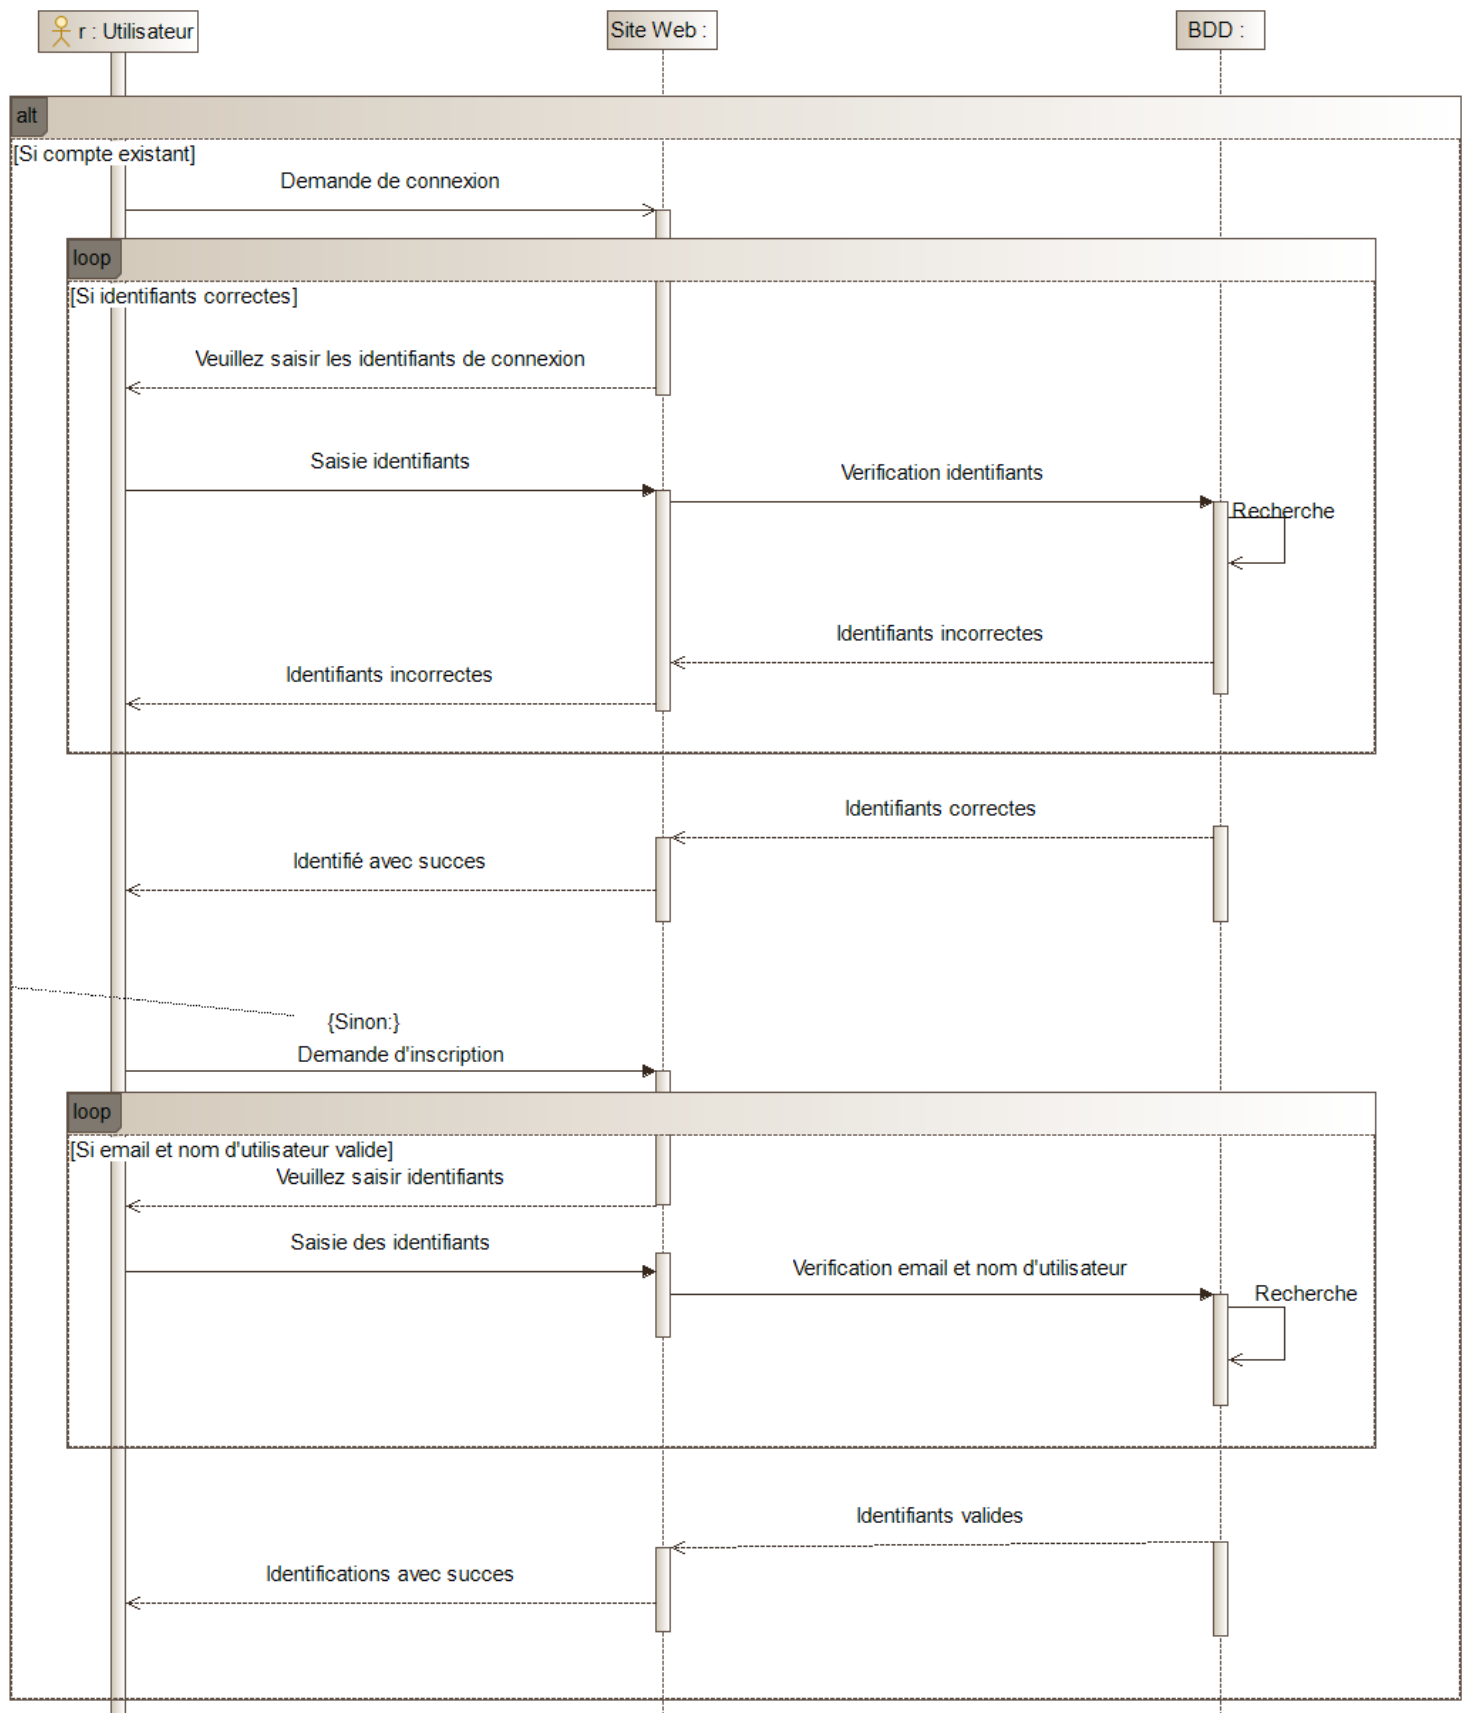 r : Utilisateur
Site Web :
BDD :
alt
[Si compte existant]
Demande de connexion
loop
[Si identifiants correctes]
Veuillez saisir les identifiants de connexion
Saisie identifiants
Verification identifiants
Recherche
Identifiants incorrectes
Identifiants incorrectes
Identifiants correctes
Identifié avec succes
{Sinon:}
Demande d'inscription
loop
[Si email et nom d'utilisateur valide]
Veuillez saisir identifiants
Saisie des identifiants
Verification email et nom d'utilisateur
Recherche
Identifiants valides
Identifications avec succes